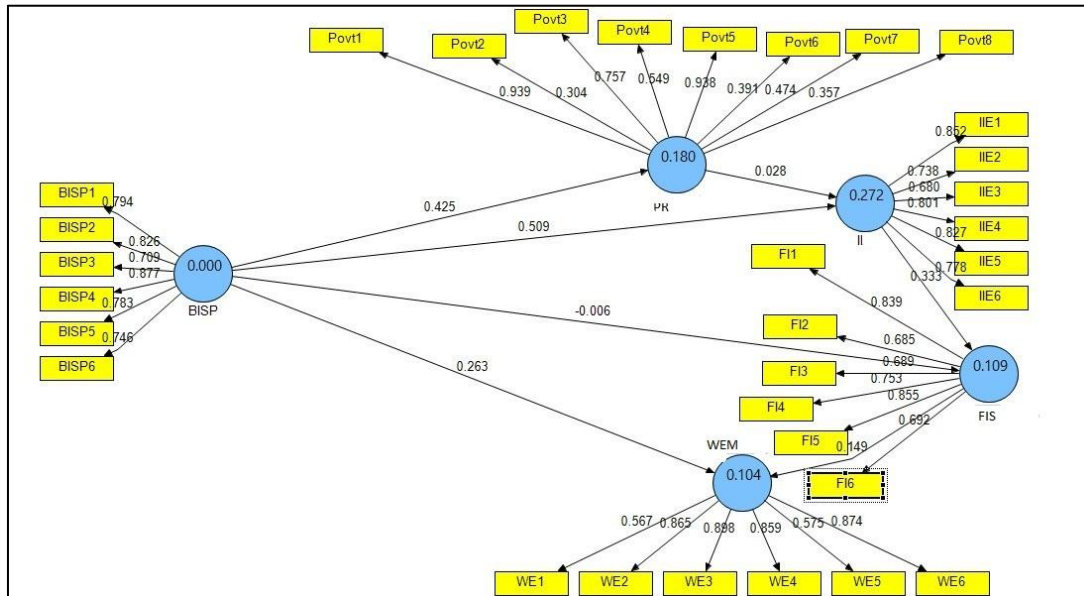 Povt1
Povt2
Povt3
Povt4
Povt5
Povt6
Povt7
Povt8
0.939
0.304
0.757
0.549
0.938
0.391
0.474
0.357
0.180
PR
0.028
0.272
II
IIE1
IIE2
IIE3
IIE4
IIE5
IIE6
0.852
0.738
0.680
0.801
0.827
0.778
0.333
BISP1
BISP2
BISP3
BISP4
BISP5
BISP6
0.794
0.826
0.709
0.877
0.783
0.746
0.000
BISP
0.425
0.509
-0.006
0.263
FI1
FI2
FI3
FI4
FI5
FI6
0.839
0.685
0.689
0.753
0.855
0.692
0.149
0.109
FIS
WEM
0.104
0.567
0.865
0.898
0.859
0.575
0.874
WE1
WE2
WE3
WE4
WE5
WE6